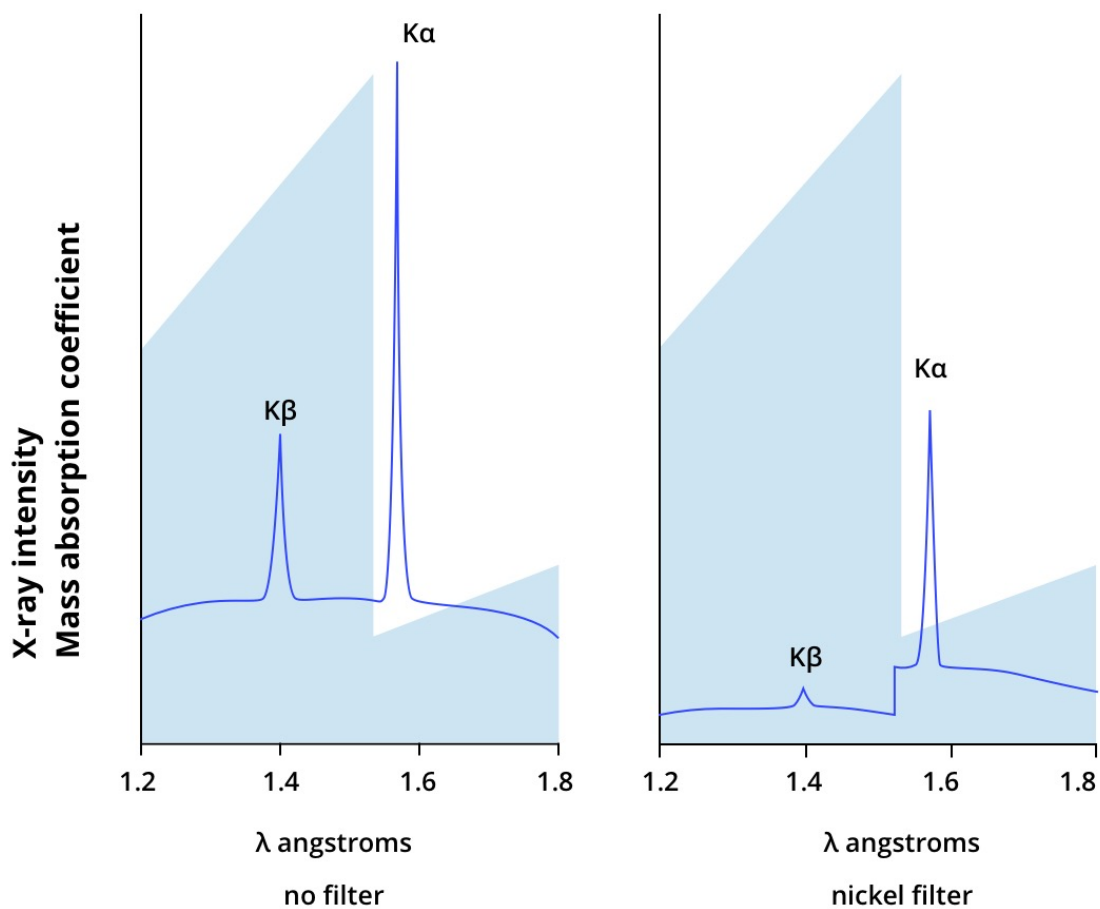 X-ray intensity
Mass absorption coefficient
Kα
Kβ
1.2 1.4 1.6 1.8
λ angstroms
no filter
Kα
Kβ
1.2 1.4 1.6 1.8
λ angstroms
nickel filter